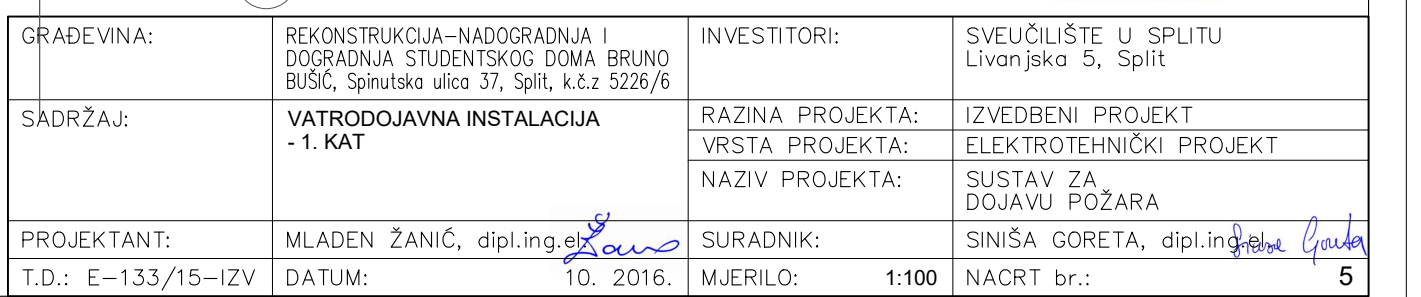 GRAĐEVINA:
REKONSTRUKCIJA-NADOGRADNJA I
DOGRADNJA STUDENTSKOG DOMA BRUNO
BUŠIĆ, Spinutska ulica 37, Split, k.č.z 5226/6
INVESTITORI:
SVEUČILIŠTE U SPLITU
Livanjska 5, Split
SADRŽAJ:
VATRODOJAVNA INSTALACIJA
- 1. KAT
RAZINA PROJEKTA:
IZVEDBENI PROJEKT
VRSTA PROJEKTA:
ELEKTROTEHNIČKI PROJEKT
NAZIV PROJEKTA:
SUSTAV ZA
DOJAVU POŽARA
PROJEKTANT:
MLADEN ŽANIĆ, dipl.ing.el.
SURADNIK:
SINIŠA GORETA, dipl.ing.el.
T.D.: E-133/15-IZV
DATUM: 10. 2016.
MJERILO: 1:100
NACRT br.: 5